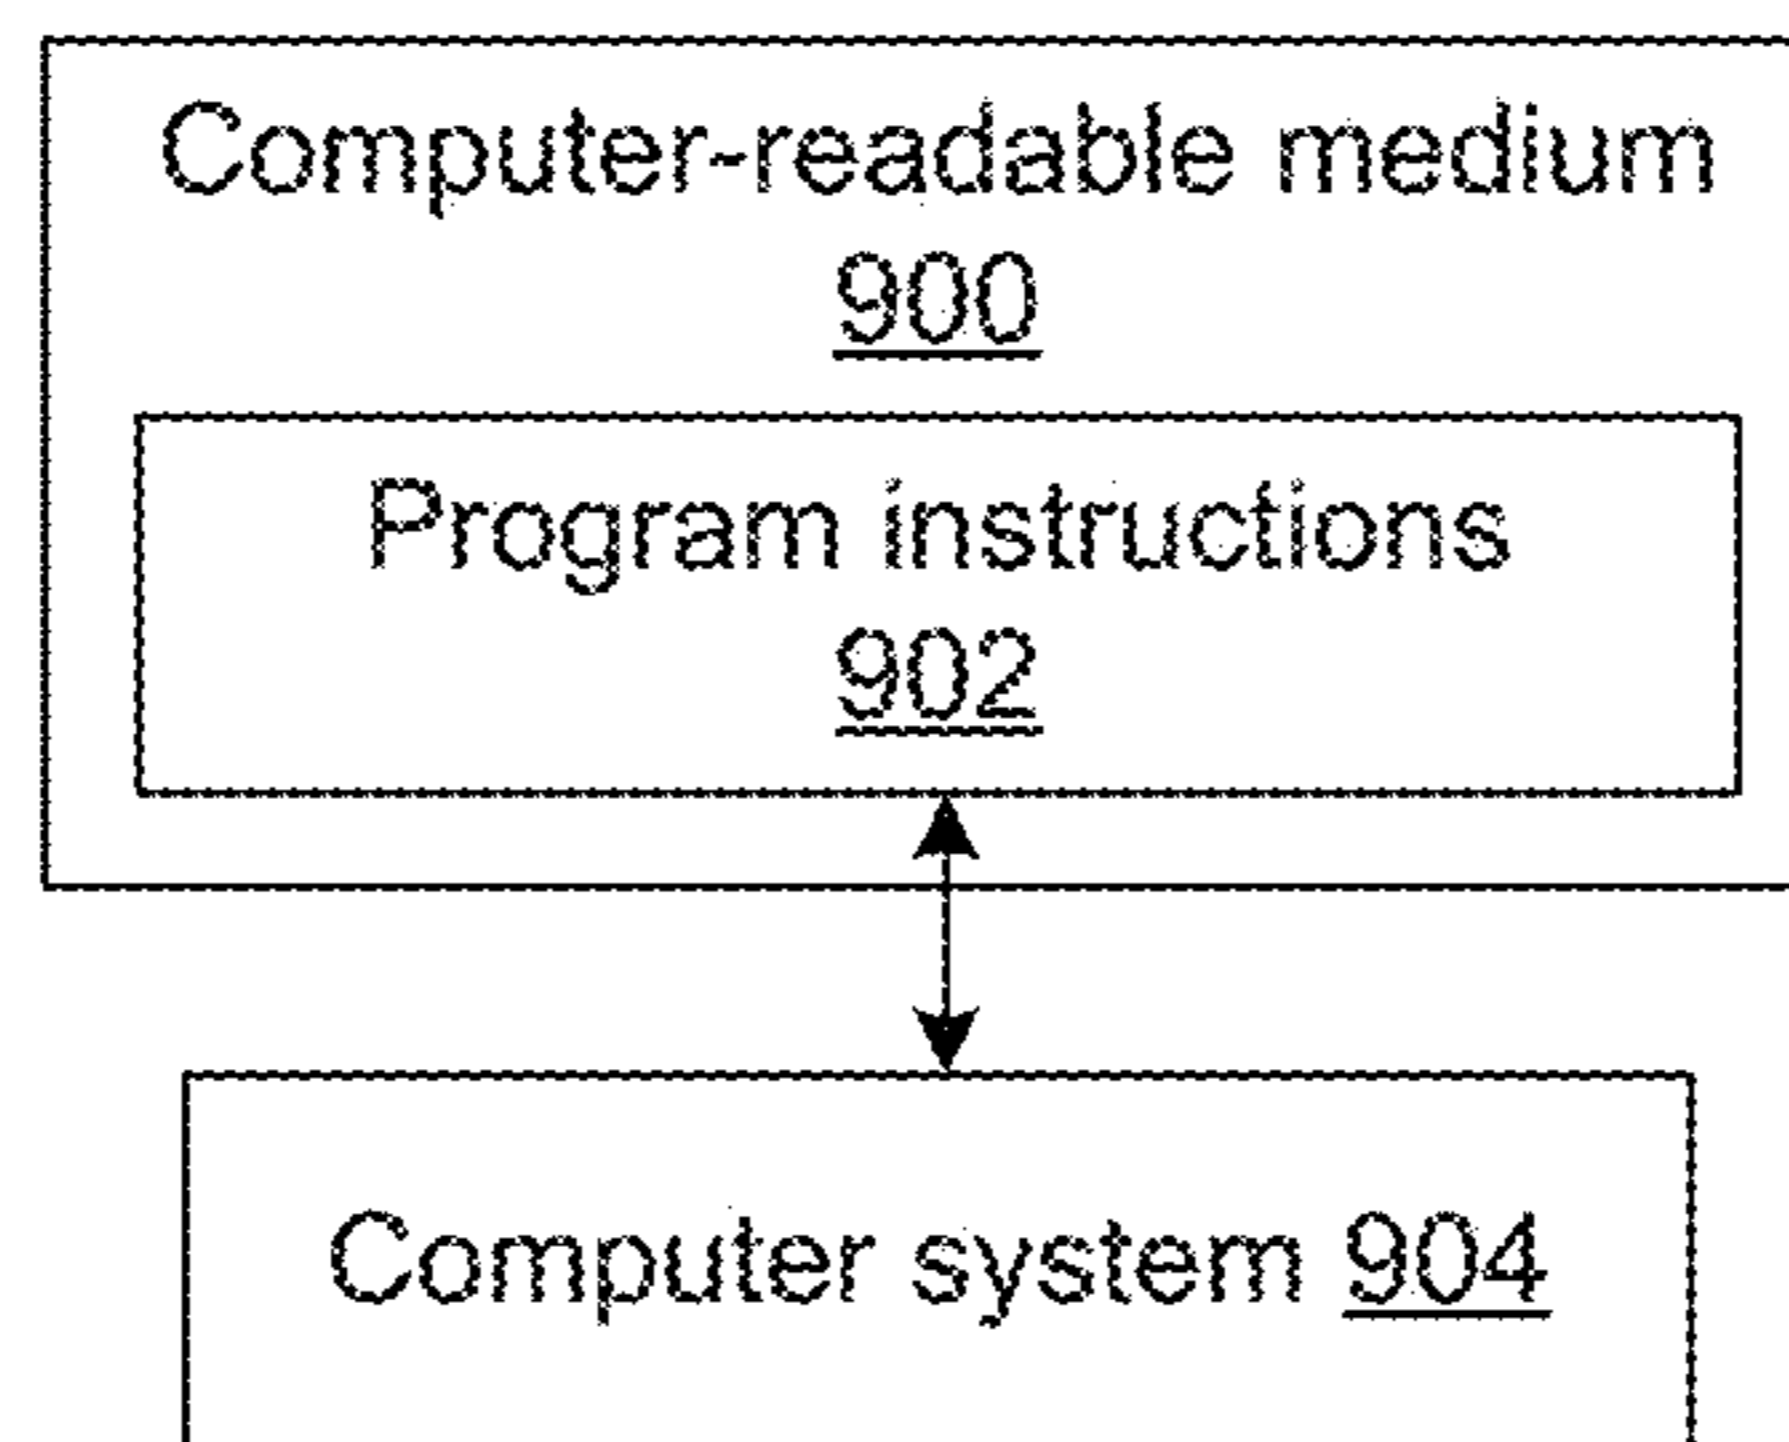 Computer-readable medium
900
Program instructions
902
Computer system 904